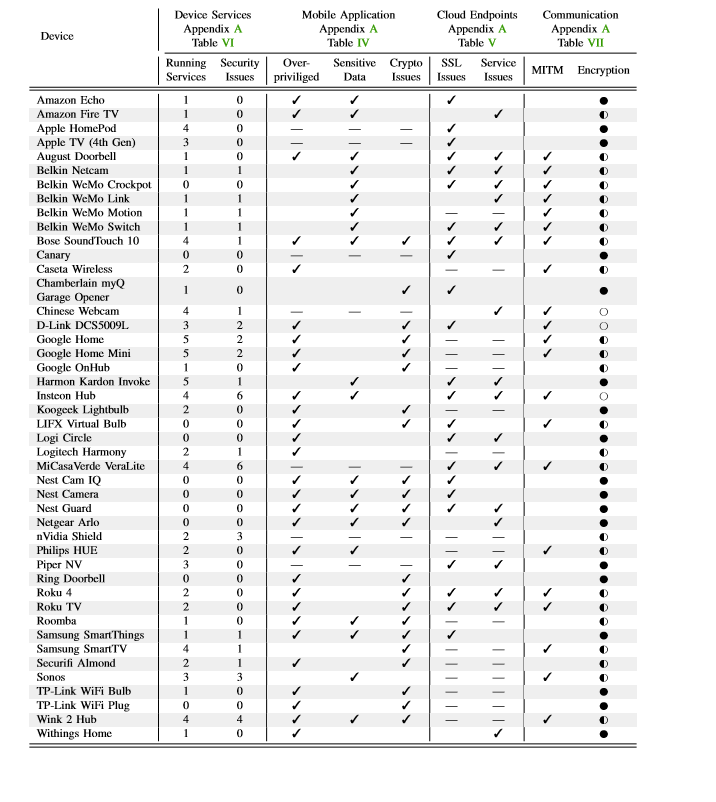 Device Device Services Mobile Application Cloud Endpoints Communication
Appendix A Appendix A Appendix A Appendix A
Table VI Table IV Table V Table VII
Running Services Security Issues Over-priviliged Sensitive Data Crypto Issues SSL Issues Service Issues MITM Encryption
Amazon Echo 1 0 ✓ ✓ ✓ ●
Amazon Fire TV 1 0 ✓ ✓ ✓ ◐
Apple HomePod 4 0 — — — ✓ ●
Apple TV (4th Gen) 3 0 — — — ✓ ●
August Doorbell 1 0 ✓ ✓ ✓ ✓ ✓ ◐
Belkin Netcam 1 1 ✓ ✓ ✓ ✓ ◐
Belkin WeMo Crockpot 0 0 ✓ ✓ ✓ ✓ ◐
Belkin WeMo Link 1 1 ✓ ✓ ✓ ◐
Belkin WeMo Motion 1 1 ✓ — — ✓ ◐
Belkin WeMo Switch 1 1 ✓ ✓ ✓ ✓ ◐
Bose SoundTouch 10 4 1 ✓ ✓ ✓ ✓ ✓ ✓ ◐
Canary 0 0 — — — ✓ ●
Caseta Wireless 2 0 ✓ — — ✓ ◐
Chamberlain myQ
Garage Opener 1 0 ✓ ✓ ●
Chinese Webcam 4 1 — — — ✓ ✓ ○
D-Link DCS5009L 3 2 ✓ ✓ ✓ ✓ ○
Google Home 5 2 ✓ ✓ — — ✓ ◐
Google Home Mini 5 2 ✓ ✓ — — ✓ ◐
Google OnHub 1 0 ✓ ✓ — — ◐
Harmon Kardon Invoke 5 1 ✓ ✓ ✓ ●
Insteon Hub 4 6 ✓ ✓ ✓ ✓ ✓ ○
Koogeek Lightbulb 2 0 ✓ ✓ — — ●
LIFX Virtual Bulb 0 0 ✓ ✓ ✓ ✓ ◐
Logi Circle 0 0 ✓ ✓ ✓ ●
Logitech Harmony 2 1 ✓ — — ◐
MiCasaVerde VeraLite 4 6 — — — ✓ ✓ ✓ ◐
Nest Cam IQ 0 0 ✓ ✓ ✓ ✓ ●
Nest Camera 0 0 ✓ ✓ ✓ ✓ ●
Nest Guard 0 0 ✓ ✓ ✓ ✓ ✓ ●
Netgear Arlo 0 0 ✓ ✓ ✓ ✓ ●
nVidia Shield 2 3 — — — — — ◐
Philips HUE 2 0 ✓ ✓ — — ✓ ◐
Piper NV 3 0 — — — ✓ ✓ ●
Ring Doorbell 0 0 ✓ ✓ ●
Roku 4 2 0 ✓ ✓ ✓ ✓ ✓ ◐
Roku TV 2 0 ✓ ✓ ✓ ✓ ✓ ◐
Roomba 1 0 ✓ ✓ ✓ — — ◐
Samsung SmartThings 1 1 ✓ ✓ ✓ ✓ ●
Samsung SmartTV 4 1 ✓ — — ✓ ◐
Securifi Almond 2 1 ✓ ✓ — — ◐
Sonos 3 3 ✓ — — ✓ ◐
TP-Link WiFi Bulb 1 0 ✓ ✓ — — ●
TP-Link WiFi Plug 0 0 ✓ ✓ — — ●
Wink 2 Hub 4 4 ✓ ✓ ✓ — — ✓ ◐
Withings Home 1 0 ✓ ✓ ●